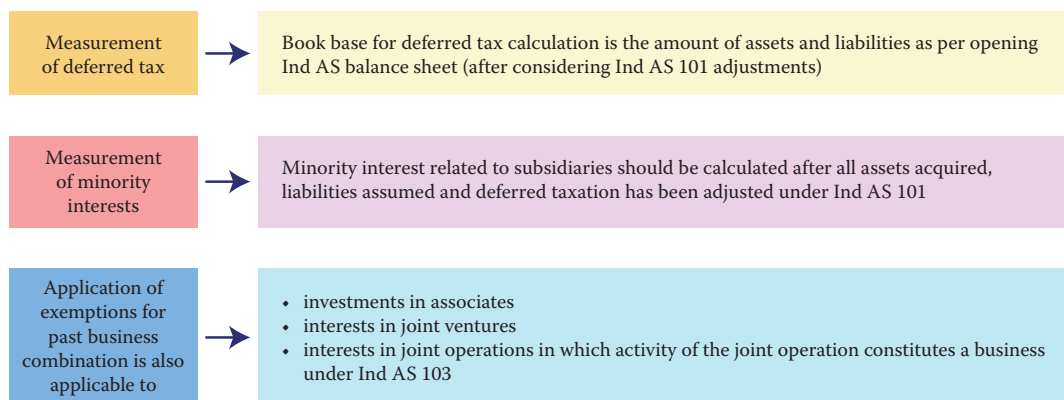 Measurement
of deferred tax
Book base for deferred tax calculation is the amount of assets and liabilities as per opening
Ind AS balance sheet (after considering Ind AS 101 adjustments)
Measurement
of minority
interests
Minority interest related to subsidiaries should be calculated after all assets acquired,
liabilities assumed and deferred taxation has been adjusted under Ind AS 101
Application of
exemptions for
past business
combination is also
applicable to
• investments in associates
• interests in joint ventures
• interests in joint operations in which activity of the joint operation constitutes a business
under Ind AS 103